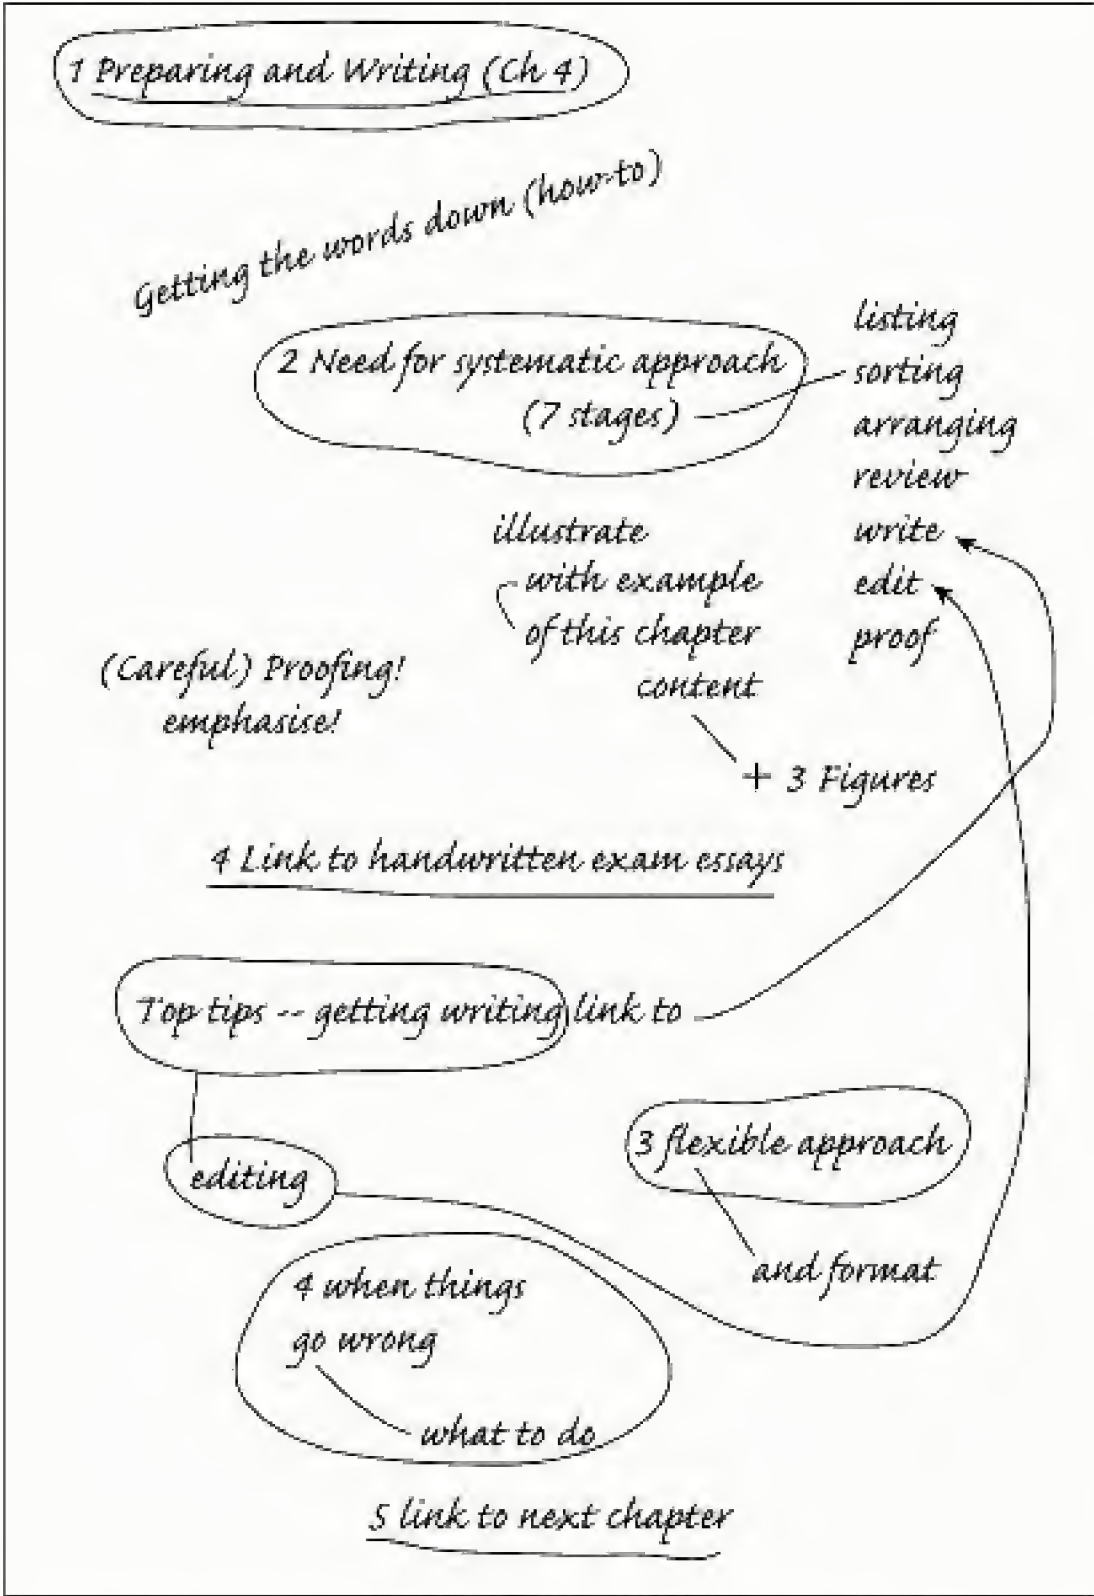 1 Preparing and Writing (Ch 4)
Getting the words down (how-to)
2 Need for systematic approach
(7 stages)
listing
sorting
arranging
review
write
edit
proof
illustrate
with example
of this chapter
content
+ 3 Figures
(Careful) Proofing!
emphasise!
4 Link to handwritten exam essays
Top tips -- getting writing link to
editing
3 flexible approach
and format
4 when things
go wrong
what to do
5 link to next chapter